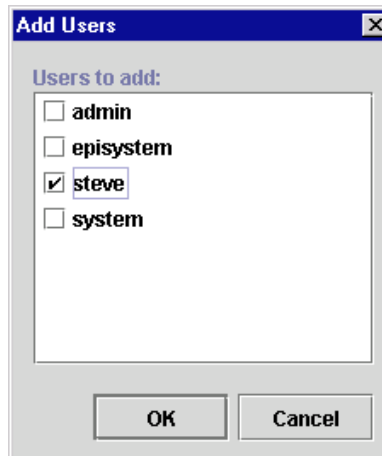 Add Users
Users to add:
admin
episystem
steve
system
OK Cancel